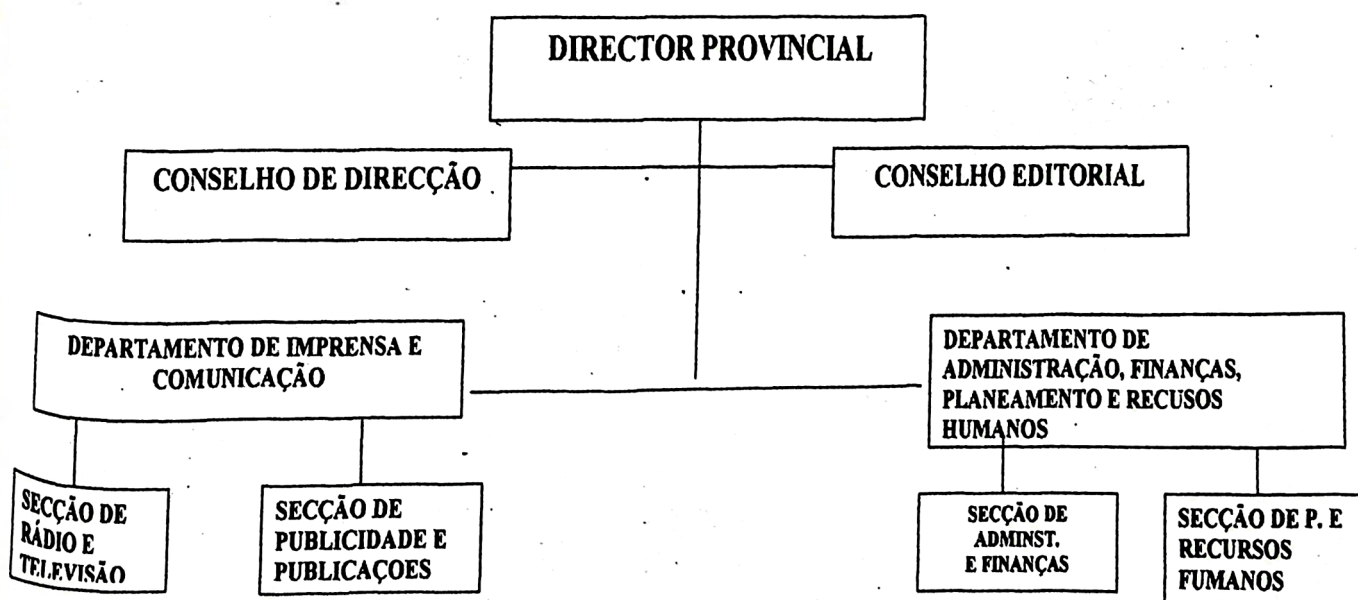 DIRECTOR PROVINCIAL
CONSELHO DE DIRECÇÃO
CONSELHO EDITORIAL
DEPARTAMENTO DE IMPRENSA E
COMUNICAÇÃO
DEPARTAMENTO DE
ADMINISTRAÇÃO, FINANÇAS,
PLANEAMENTO E RECUSOS
HUMANOS
SECÇÃO DE
RÁDIO E
TELEVISÃO
SECÇÃO DE
PUBLICIDADE E
PUBLICAÇOES
SECÇÃO DE
ADMINST.
E FINANÇAS
SECÇÃO DE P. E
RECURSOS
FUMANOS